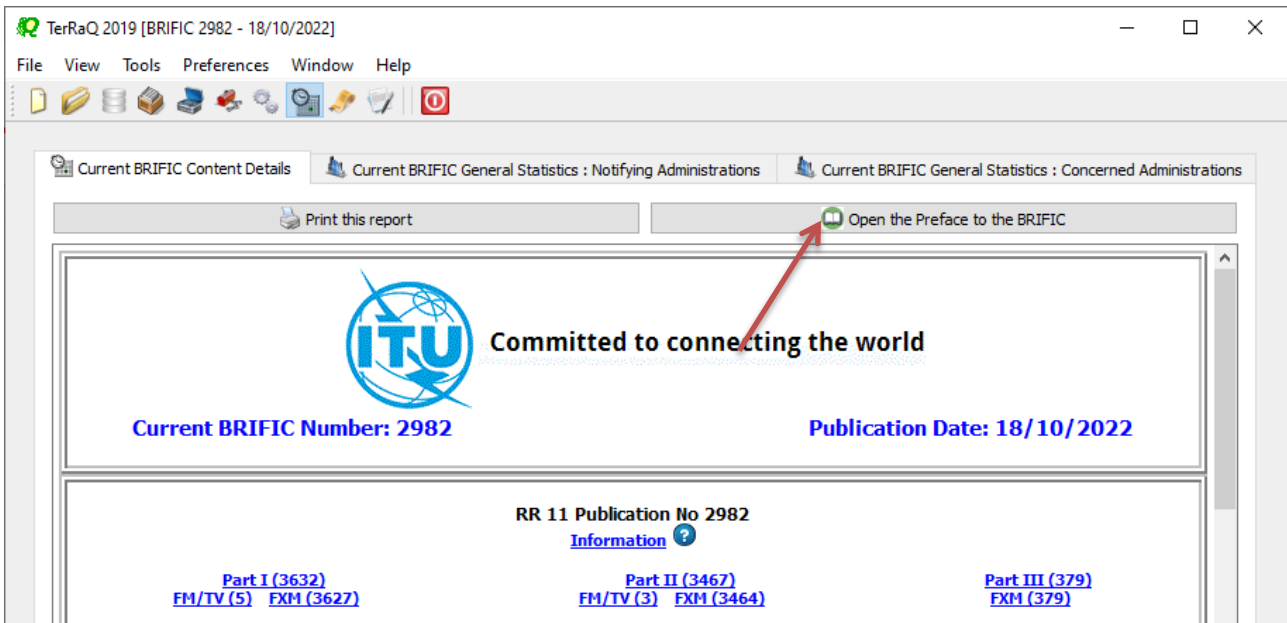 TerRaQ 2019 [BRIFIC 2982 - 18/10/2022]
File View Tools Preferences Window Help
Current BRIFIC Content Details Current BRIFIC General Statistics : Notifying Administrations Current BRIFIC General Statistics : Concerned Administrations
Print this report Open the Preface to the BRIFIC
ITU Committed to connecting the world
Current BRIFIC Number: 2982 Publication Date: 18/10/2022
RR 11 Publication No 2982
Information ?
Part I (3632) Part II (3467) Part III (379)
FM/TV (5) FXM (3627) FM/TV (3) FXM (3464) FXM (379)